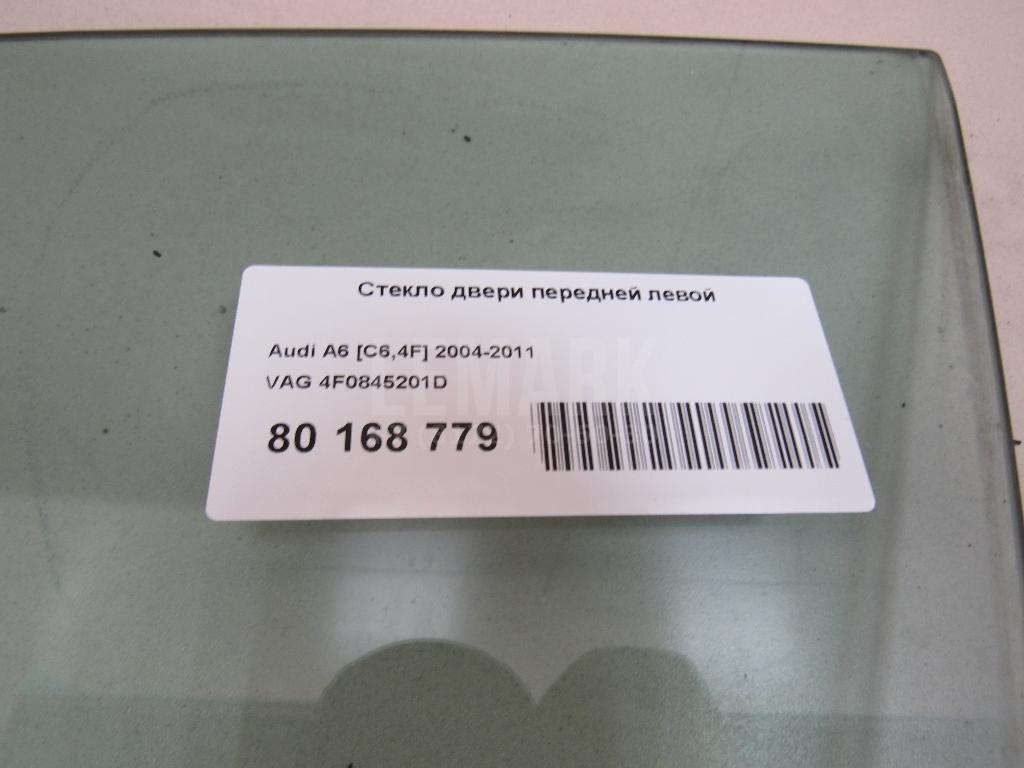 Стекло двери передней левой
Audi A6 [C6,4F] 2004-2011
VAG 4F0845201D
80 168 779